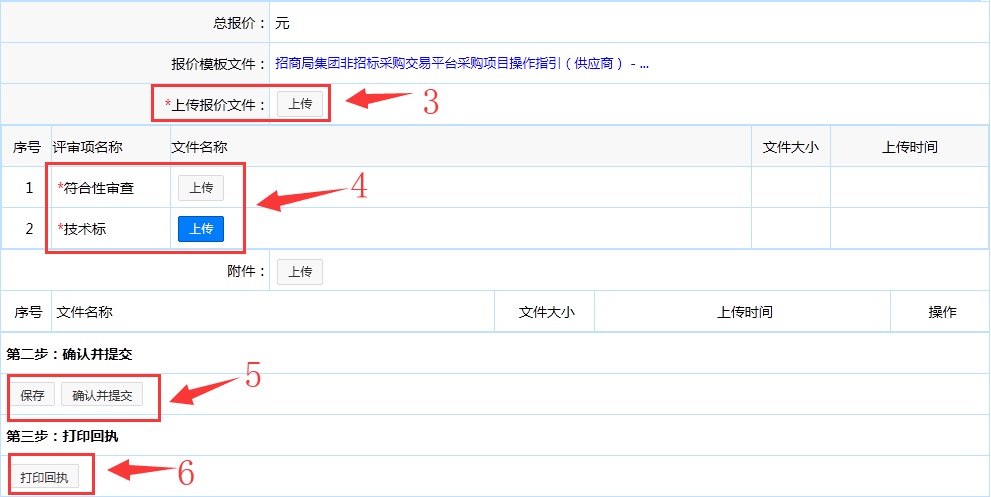 总报价： 元
报价模板文件： 招商局集团非招标采购交易平台采购项目操作指引（供应商） - ...
*上传报价文件： 上传 3
序号 评审项名称 文件名称 文件大小 上传时间
1 *符合性审查 上传 4
2 *技术标 上传
附件： 上传
序号 文件名称 文件大小 上传时间 操作
第二步：确认并提交
保存 确认并提交 5
第三步：打印回执
打印回执 6